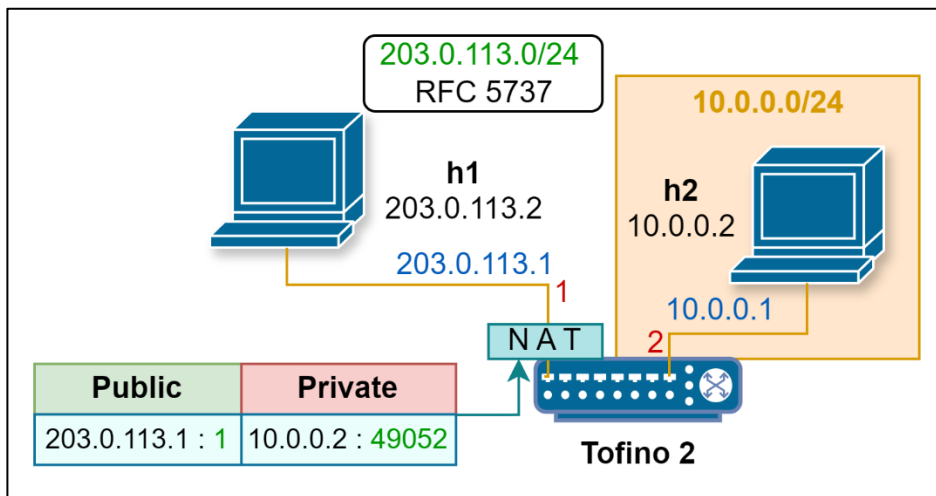 203.0.113.0/24
RFC 5737
10.0.0.0/24
h1
203.0.113.2
h2
10.0.0.2
203.0.113.1
1
10.0.0.1
2
N A T
Public
Private
203.0.113.1 : 1
10.0.0.2 : 49052
Tofino 2